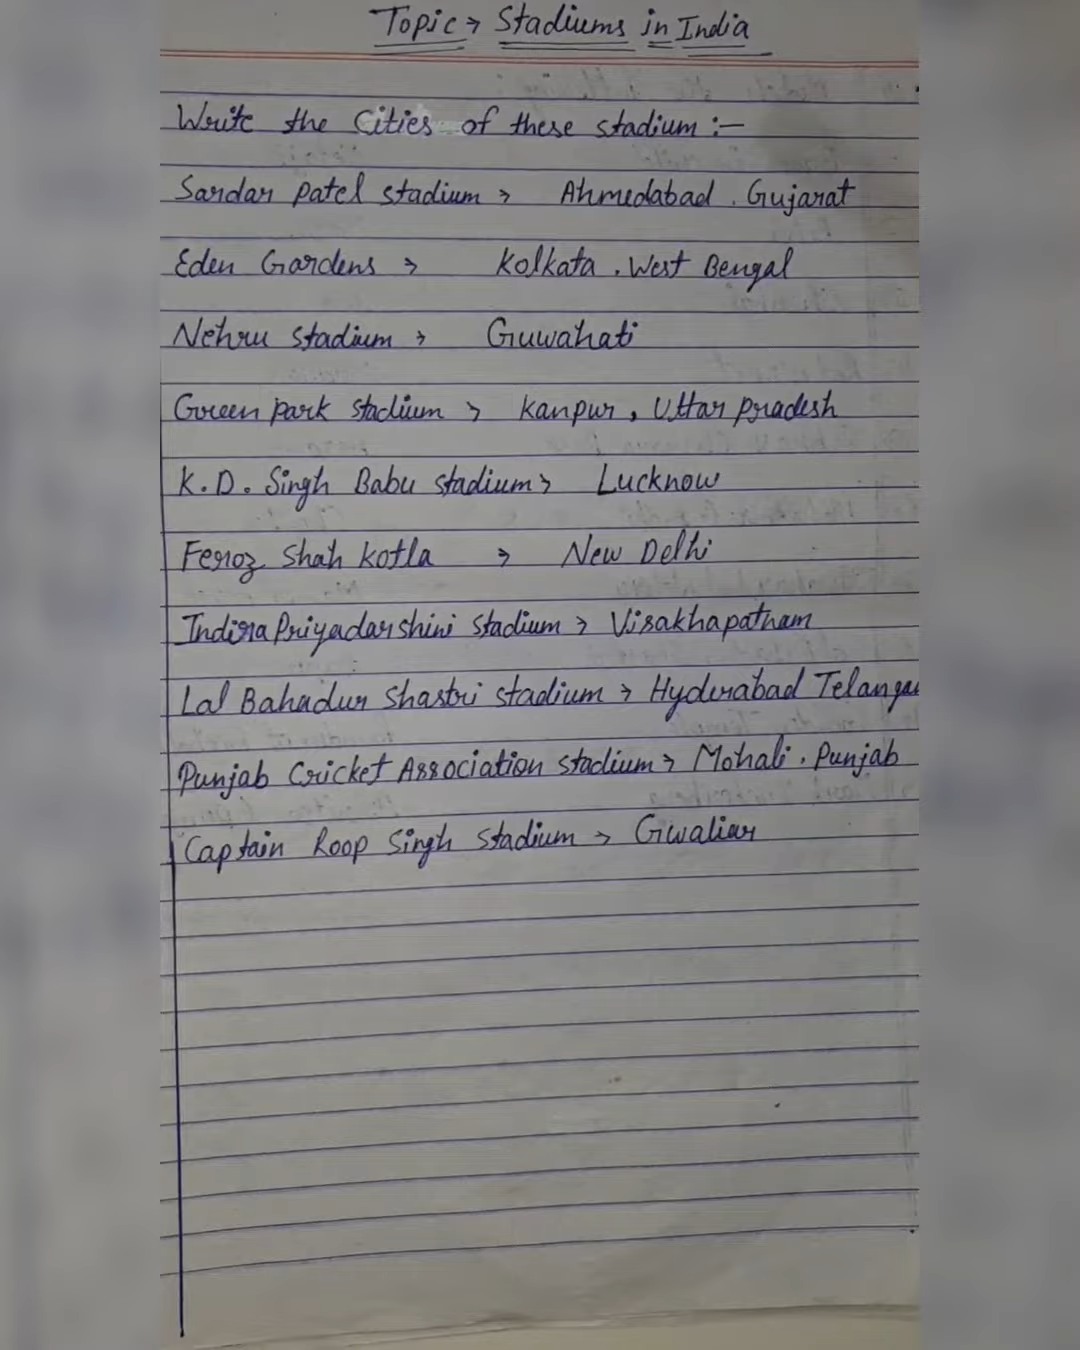 Topic → Stadiums in India
Write the Cities of these stadium :-
Sardar patel stadium → Ahmedabad . Gujarat
Eden Gardens → Kolkata . West Bengal
Nehru stadium → Guwahati
Green park stadium → Kanpur , Uttar pradesh
K.D. Singh Babu stadium → Lucknow
Feroz Shah Kotla → New Delhi
Indira Priyadarshini Stadium → Visakhapatnam
Lal Bahadur Shastri stadium → Hyderabad Telangan
Punjab Cricket Association stadium → Mohali . Punjab
Captain Roop Singh Stadium → Gwalior